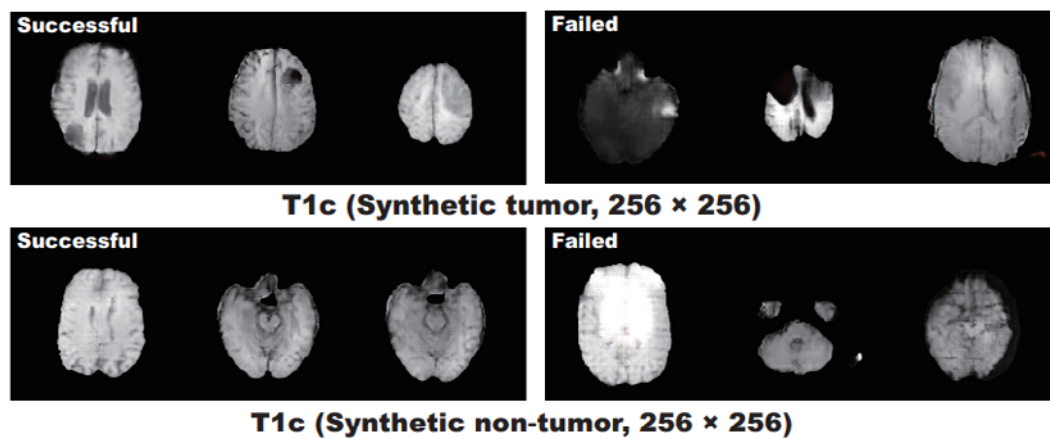 Successful
Failed
T1c (Synthetic tumor, 256 × 256)
Successful
Failed
T1c (Synthetic non-tumor, 256 × 256)